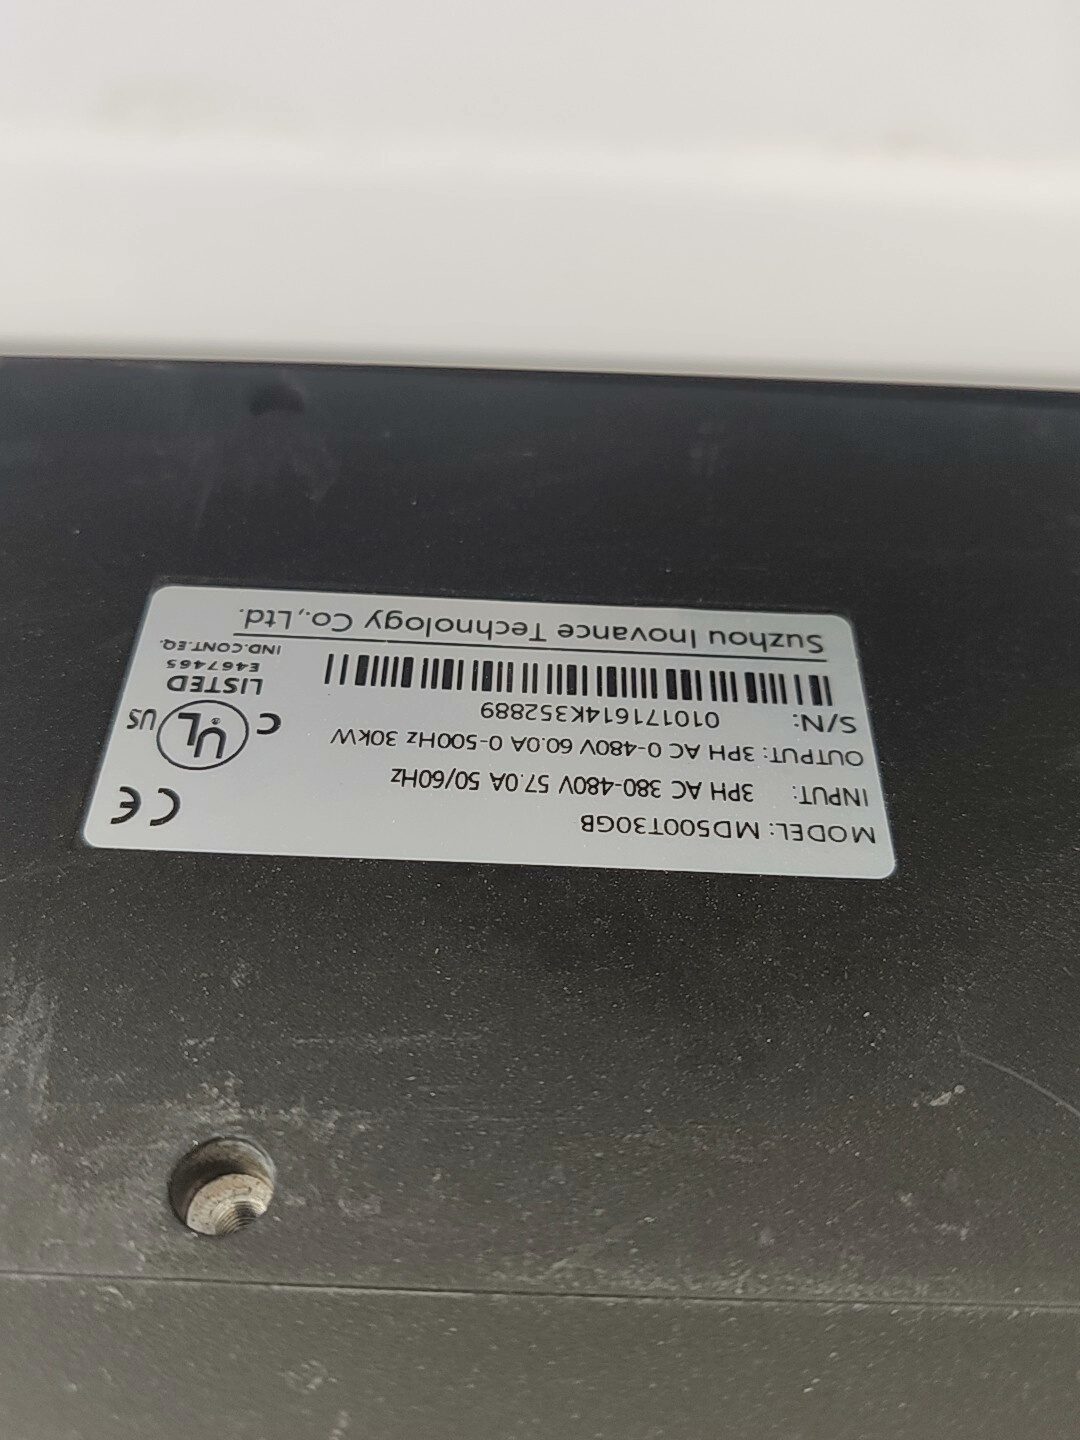 MODEL: MD500T30GB
INPUT: 3PH AC 380-480V 57.0A 50/60Hz
OUTPUT: 3PH AC 0-480V 60.0A 0-500Hz 30kW
S/N: 010171614K352889
Suzhou Inovance Technology Co.,Ltd.
CE
C UL US
LISTED
E467465
IND.CONT.EQ.